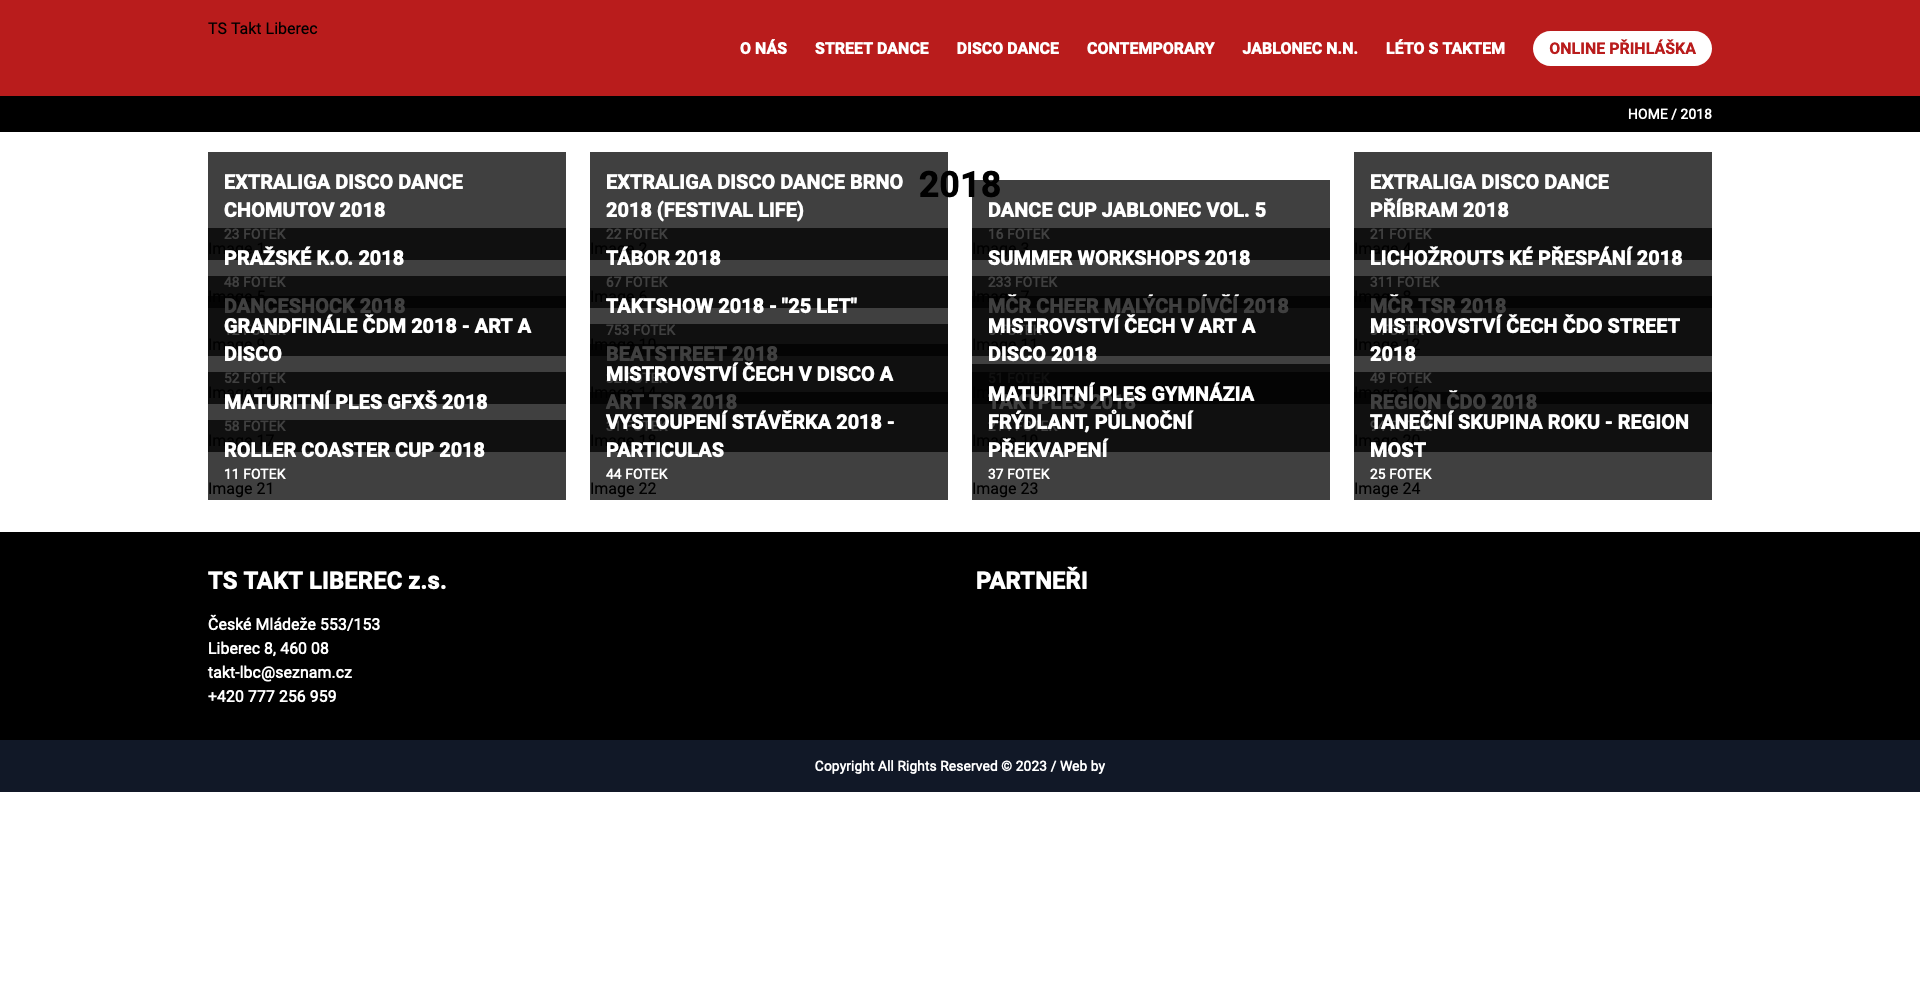 TS Takt Liberec
O NÁS
STREET DANCE
DISCO DANCE
CONTEMPORARY
JABLONEC N.N.
LÉTO S TAKTEM
ONLINE PŘIHLÁŠKA
HOME / 2018
2018
EXTRALIGA DISCO DANCE
CHOMUTOV 2018
23 FOTEK
EXTRALIGA DISCO DANCE BRNO
2018 (FESTIVAL LIFE)
22 FOTEK
DANCE CUP JABLONEC VOL. 5
16 FOTEK
EXTRALIGA DISCO DANCE
PŘÍBRAM 2018
21 FOTEK
PRAŽSKÉ K.O. 2018
48 FOTEK
TÁBOR 2018
67 FOTEK
SUMMER WORKSHOPS 2018
233 FOTEK
LICHOŽROUTS KÉ PŘESPÁNÍ 2018
311 FOTEK
DANCESHOCK 2018
TAKTSHOW 2018 - "25 LET"
753 FOTEK
MČR CHEER MALÝCH DÍVČÍ 2018
MČR TSR 2018
GRANDFINÁLE ČDM 2018 - ART A
DISCO
52 FOTEK
BEATSTREET 2018
MISTROVSTVÍ ČECH V ART A
DISCO 2018
51 FOTEK
MISTROVSTVÍ ČECH ČDO STREET
2018
49 FOTEK
MATURITNÍ PLES GFXŠ 2018
58 FOTEK
MISTROVSTVÍ ČECH V DISCO A
ART TSR 2018
TAKTPLES 2018
REGION ČDO 2018
ROLLER COASTER CUP 2018
11 FOTEK
Image 21
VYSTOUPENÍ STÁVĚRKA 2018 -
PARTICULAS
44 FOTEK
Image 22
MATURITNÍ PLES GYMNÁZIA
FRÝDLANT, PŮLNOČNÍ
PŘEKVAPENÍ
37 FOTEK
Image 23
TANEČNÍ SKUPINA ROKU - REGION
MOST
25 FOTEK
Image 24
TS TAKT LIBEREC z.s.
České Mládeže 553/153
Liberec 8, 460 08
takt-lbc@seznam.cz
+420 777 256 959
PARTNEŘI
Copyright All Rights Reserved © 2023 / Web by